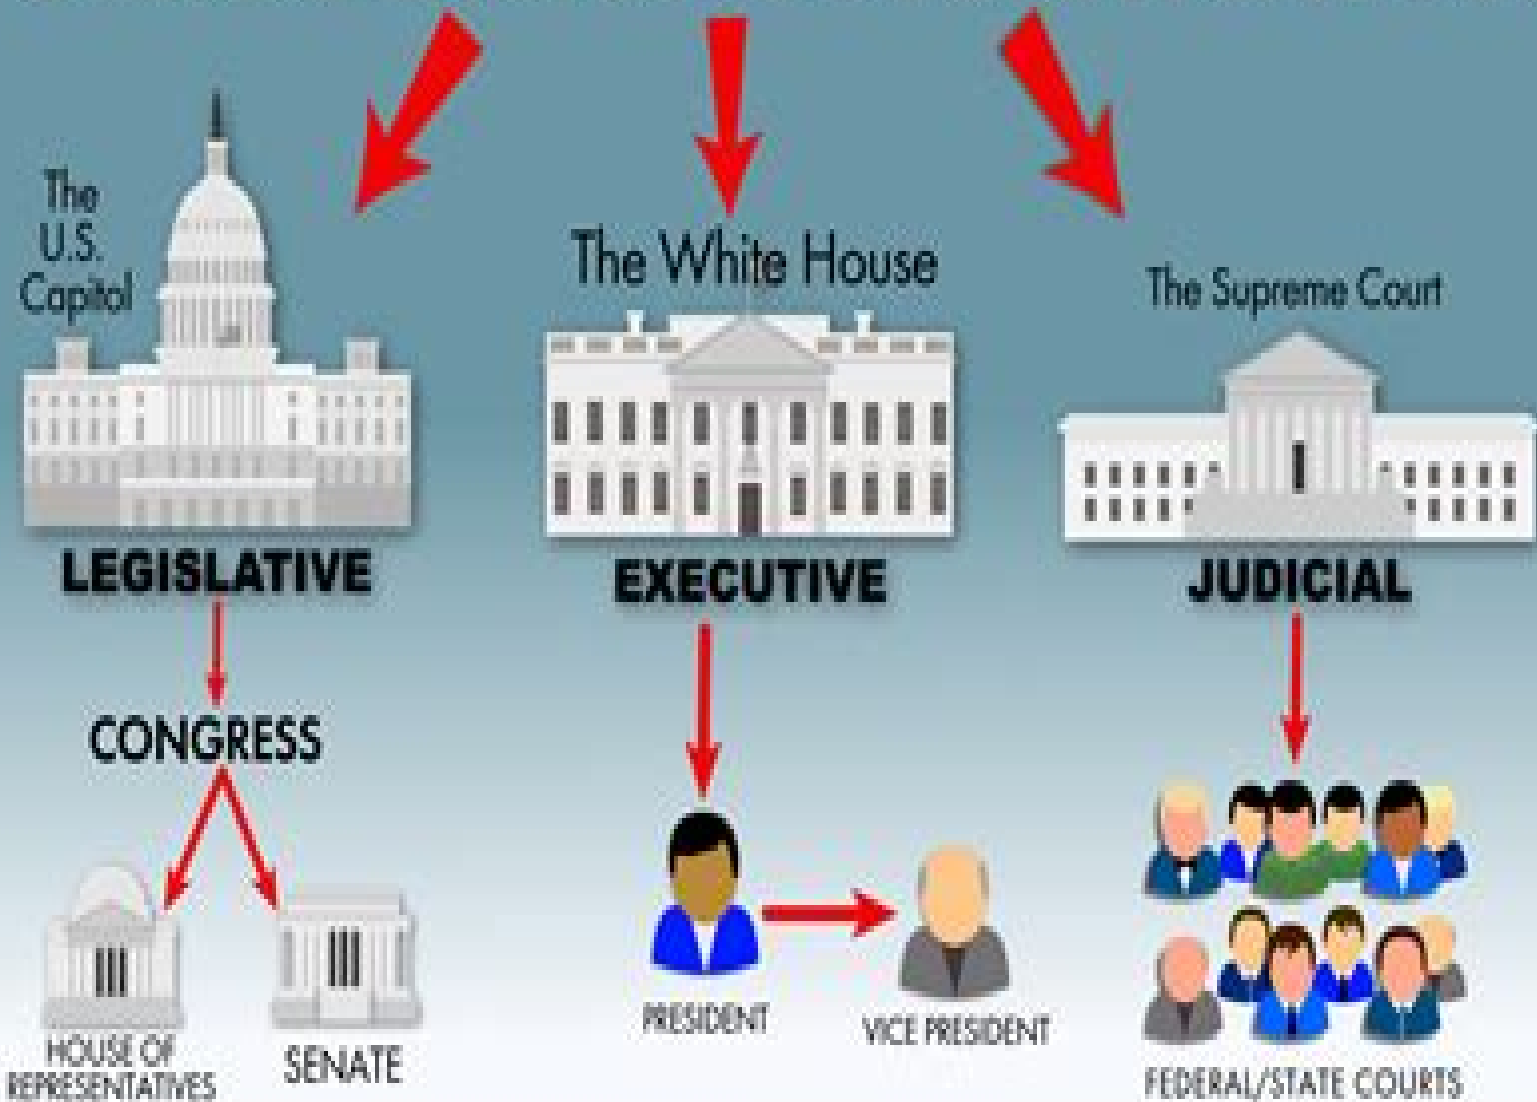 The
U.S.
Capitol
The White House
The Supreme Court
LEGISLATIVE
EXECUTIVE
JUDICIAL
CONGRESS
HOUSE OF
REPRESENTATIVES
SENATE
PRESIDENT
VICE PRESIDENT
FEDERAL/STATE COURTS